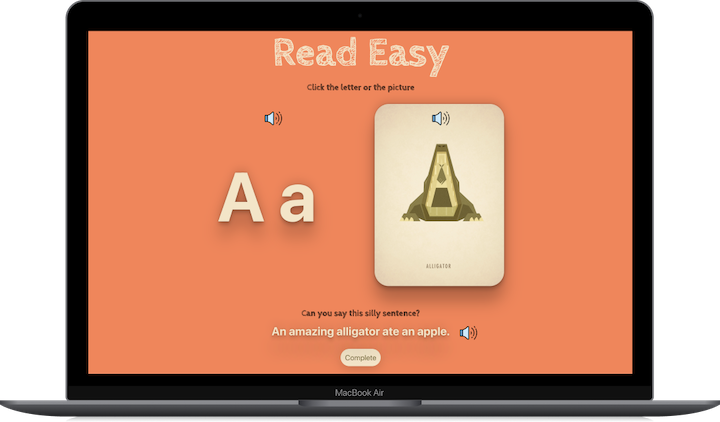 Read Easy
Click the letter or the picture
A a
ALLIGATOR
Can you say this silly sentence?
An amazing alligator ate an apple.
Complete
MacBook Air